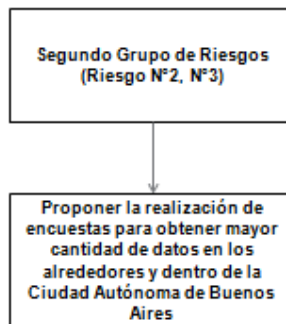 Segundo Grupo de Riesgos
(Riesgo N°2, N°3)
Proponer la realización de
encuestas para obtener mayor
cantidad de datos en los
alrededores y dentro de la
Ciudad Autónoma de Buenos
Aires